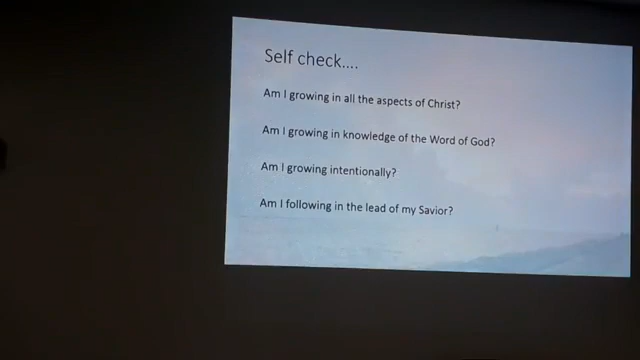 Self check....
Am I growing in all the aspects of Christ?
Am I growing in knowledge of the Word of God?
Am I growing intentionally?
Am I following in the lead of my Savior?